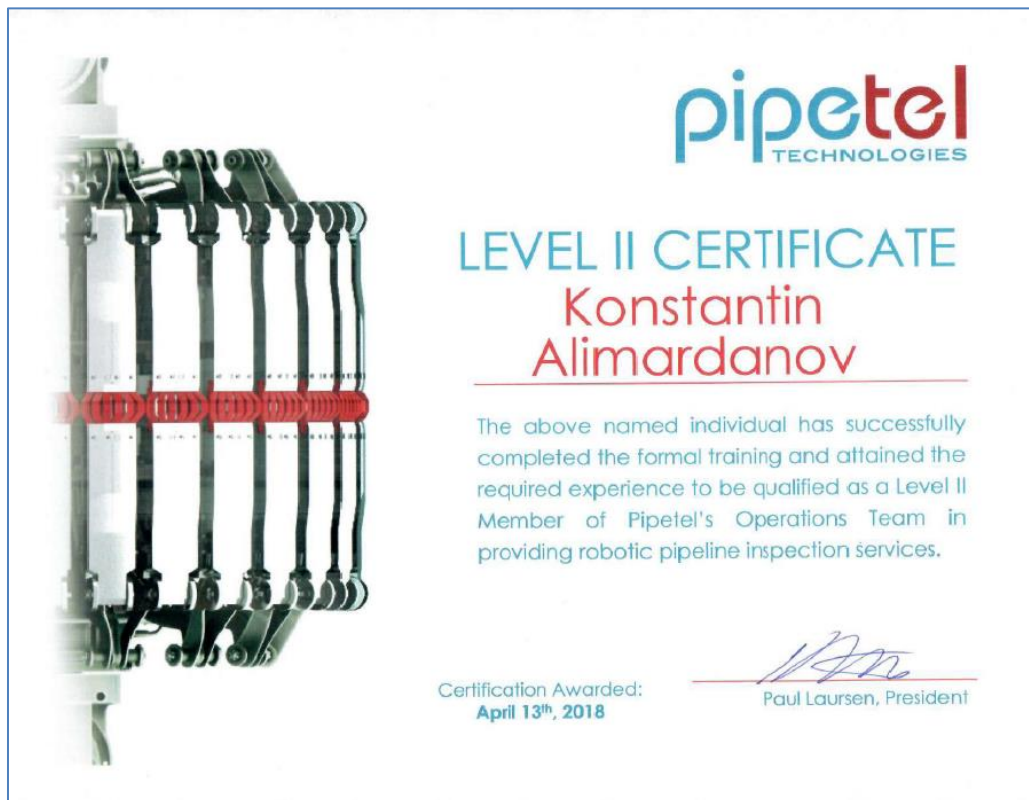 pipetel
TECHNOLOGIES
LEVEL II CERTIFICATE
Konstantin
Alimardanov
The above named individual has successfully
completed the formal training and attained the
required experience to be qualified as a Level II
Member of Pipetel's Operations Team in
providing robotic pipeline inspection services.
Certification Awarded:
April 13th, 2018
Paul Laursen, President